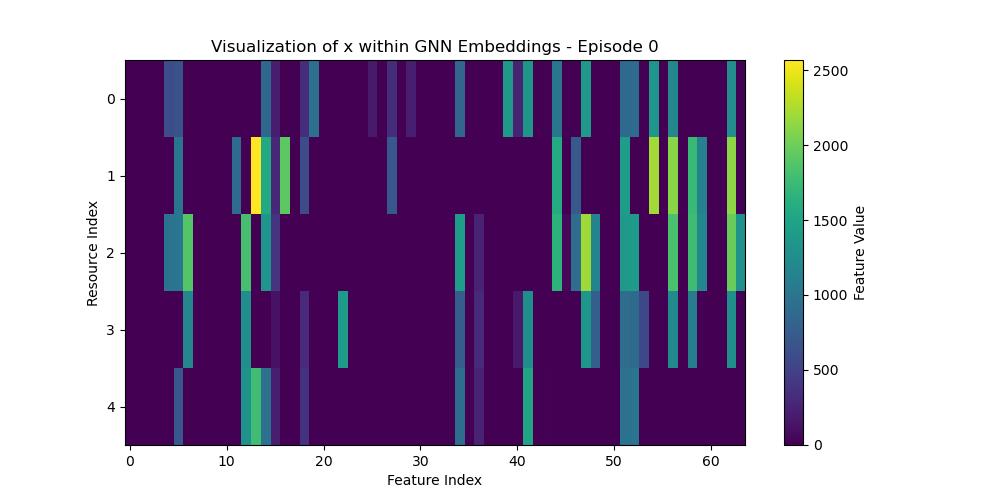 Visualization of x within GNN Embeddings - Episode 0
Resource Index
0
1
2
3
4
0 10 20 30 40 50 60
Feature Index
2500
2000
1500
1000
500
0
Feature Value